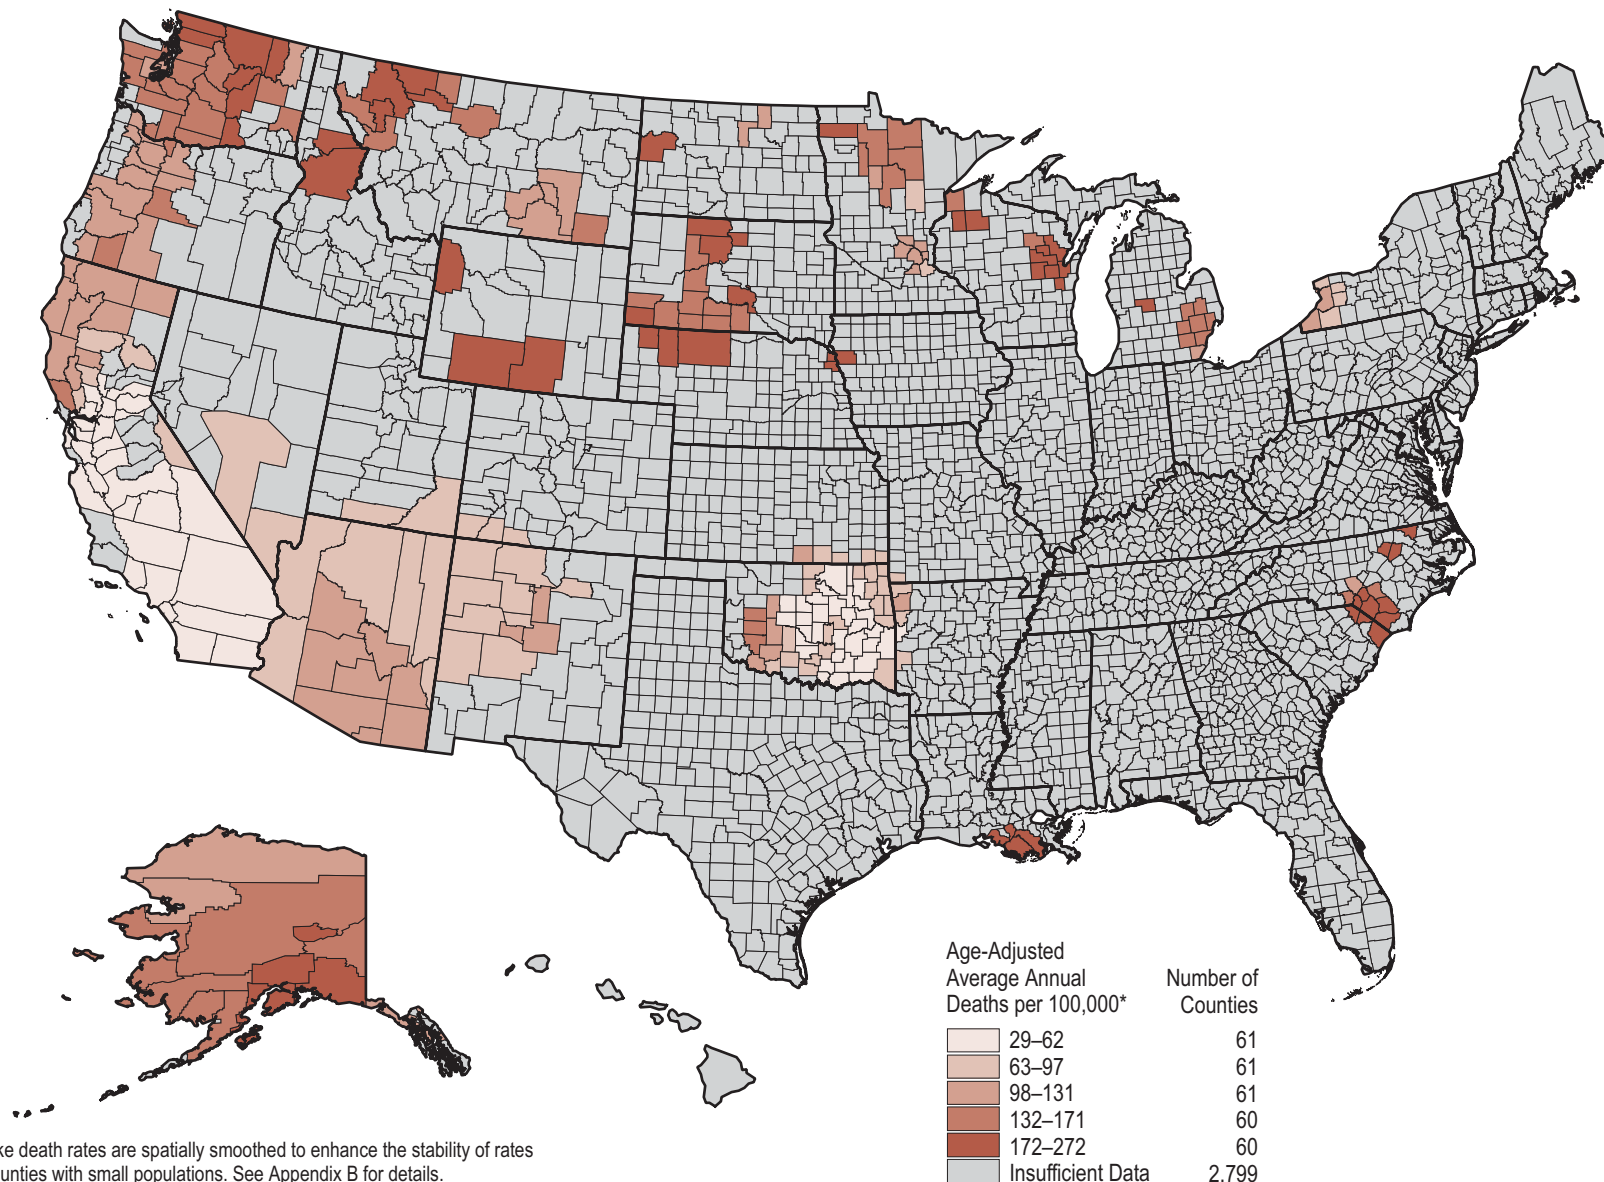 Age-Adjusted
Average Annual
Deaths per 100,000*
Number of
Counties
29–62 61
63–97 61
98–131 61
132–171 60
172–272 60
Insufficient Data 2,799
death rates are spatially smoothed to enhance the stability of rates
with small populations. See Appendix B for details.